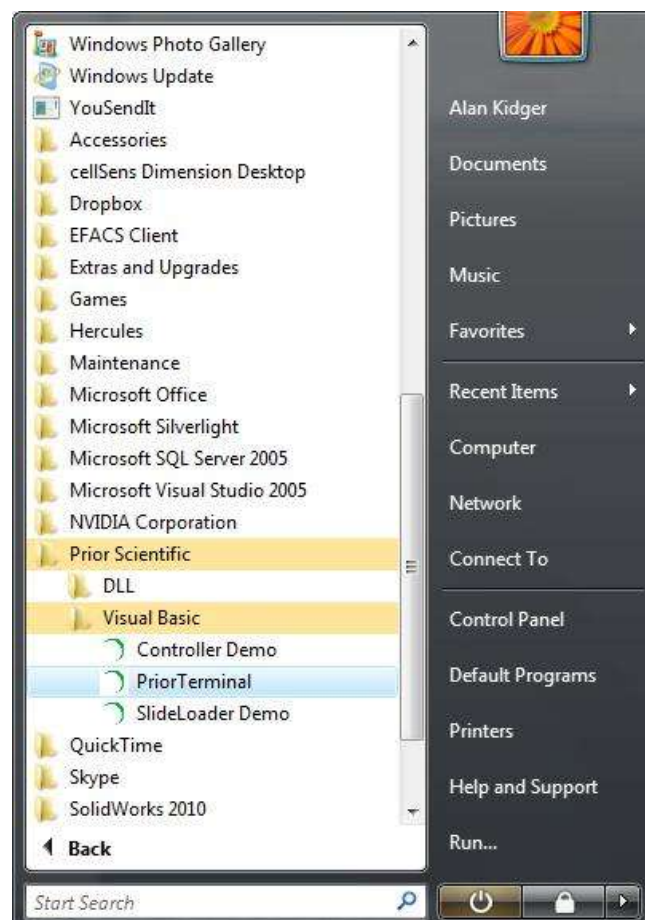 Windows Photo Gallery
Windows Update
YouSendIt
Accessories
cellSens Dimension Desktop
Dropbox
EFACS Client
Extras and Upgrades
Games
Hercules
Maintenance
Microsoft Office
Microsoft Silverlight
Microsoft SQL Server 2005
Microsoft Visual Studio 2005
NVIDIA Corporation
Prior Scientific
DLL
Visual Basic
Controller Demo
PriorTerminal
SlideLoader Demo
QuickTime
Skype
SolidWorks 2010
Back
Start Search
Alan Kidger
Documents
Pictures
Music
Favorites
Recent Items
Computer
Network
Connect To
Control Panel
Default Programs
Printers
Help and Support
Run...